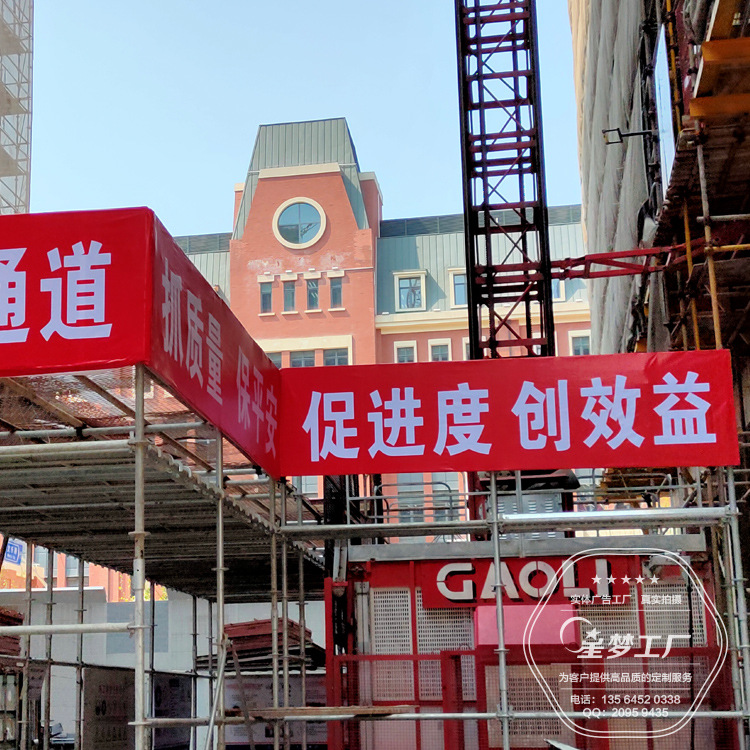 通道
抓质量 保平安
促进度 创效益
GAOLI
★★★★★
实体广告工厂 真实拍摄
星梦工厂
为客户提供高品质的定制服务
电话：135 6452 0338
QQ：2095 9435